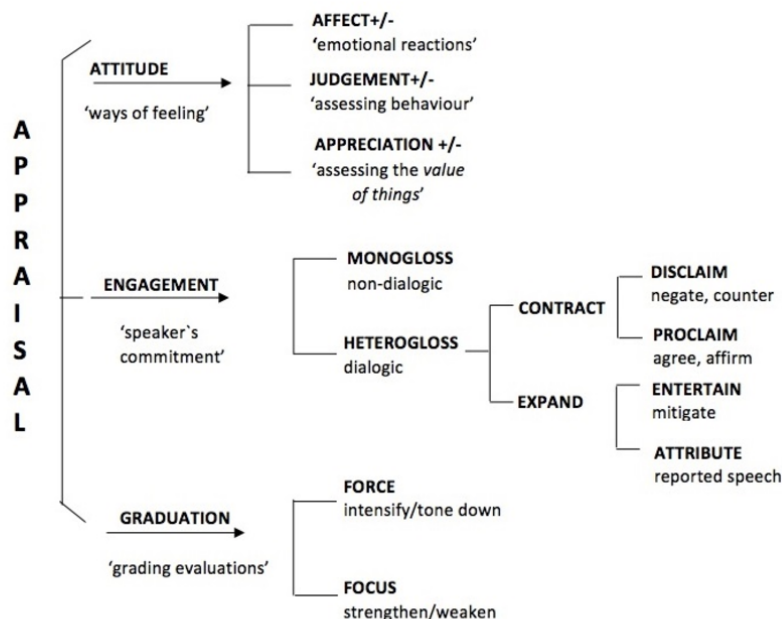 APPRAISAL
ATTITUDE
‘ways of feeling’
AFFECT+/-
‘emotional reactions’
JUDGEMENT+/-
‘assessing behaviour’
APPRECIATION +/-
‘assessing the value
of things’
ENGAGEMENT
‘speaker`s
commitment’
MONOGLOSS
non-dialogic
HETEROGLOSS
dialogic
CONTRACT
DISCLAIM
negate, counter
PROCLAIM
agree, affirm
EXPAND
ENTERTAIN
mitigate
ATTRIBUTE
reported speech
GRADUATION
‘grading evaluations’
FORCE
intensify/tone down
FOCUS
strengthen/weaken